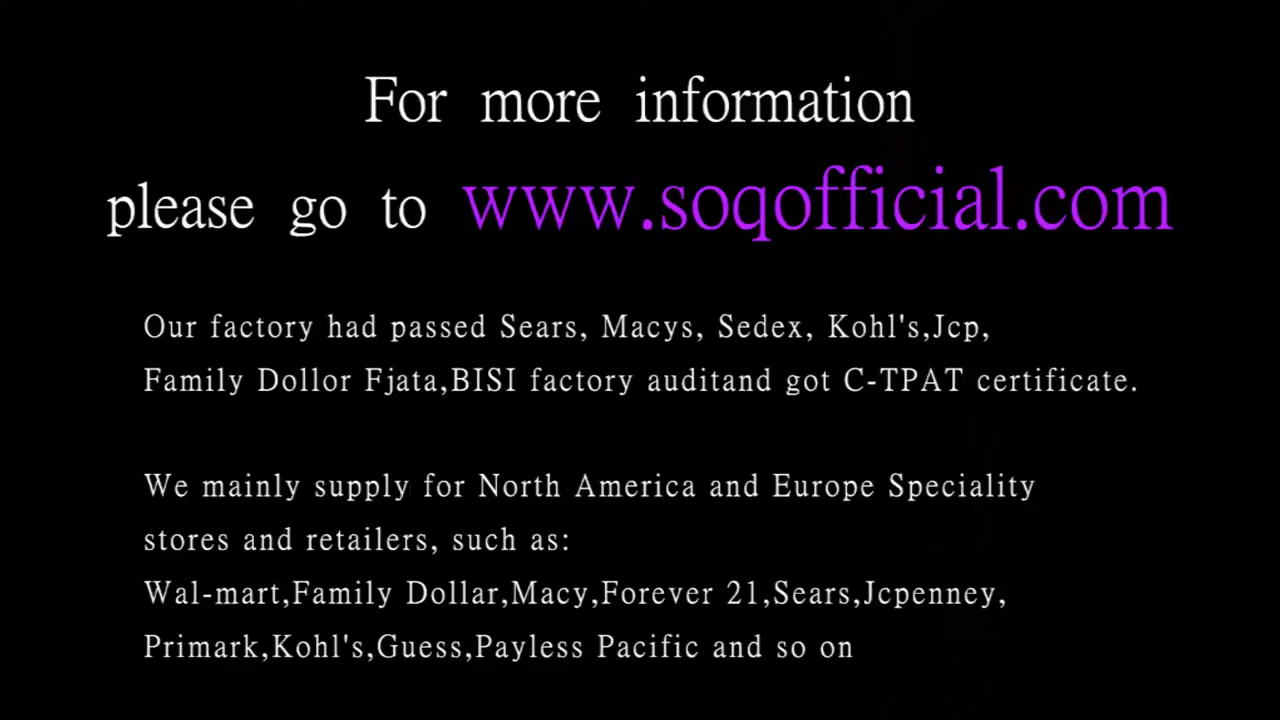 For more information
please go to www.soqofficial.com
Our factory had passed Sears, Macys, Sedex, Kohl's,Jcp,
Family Dollor Fjata,BISI factory auditand got C-TPAT certificate.
We mainly supply for North America and Europe Speciality
stores and retailers, such as:
Wal-mart,Family Dollar,Macy,Forever 21,Sears,Jcpenney,
Primark,Kohl's,Guess,Payless Pacific and so on